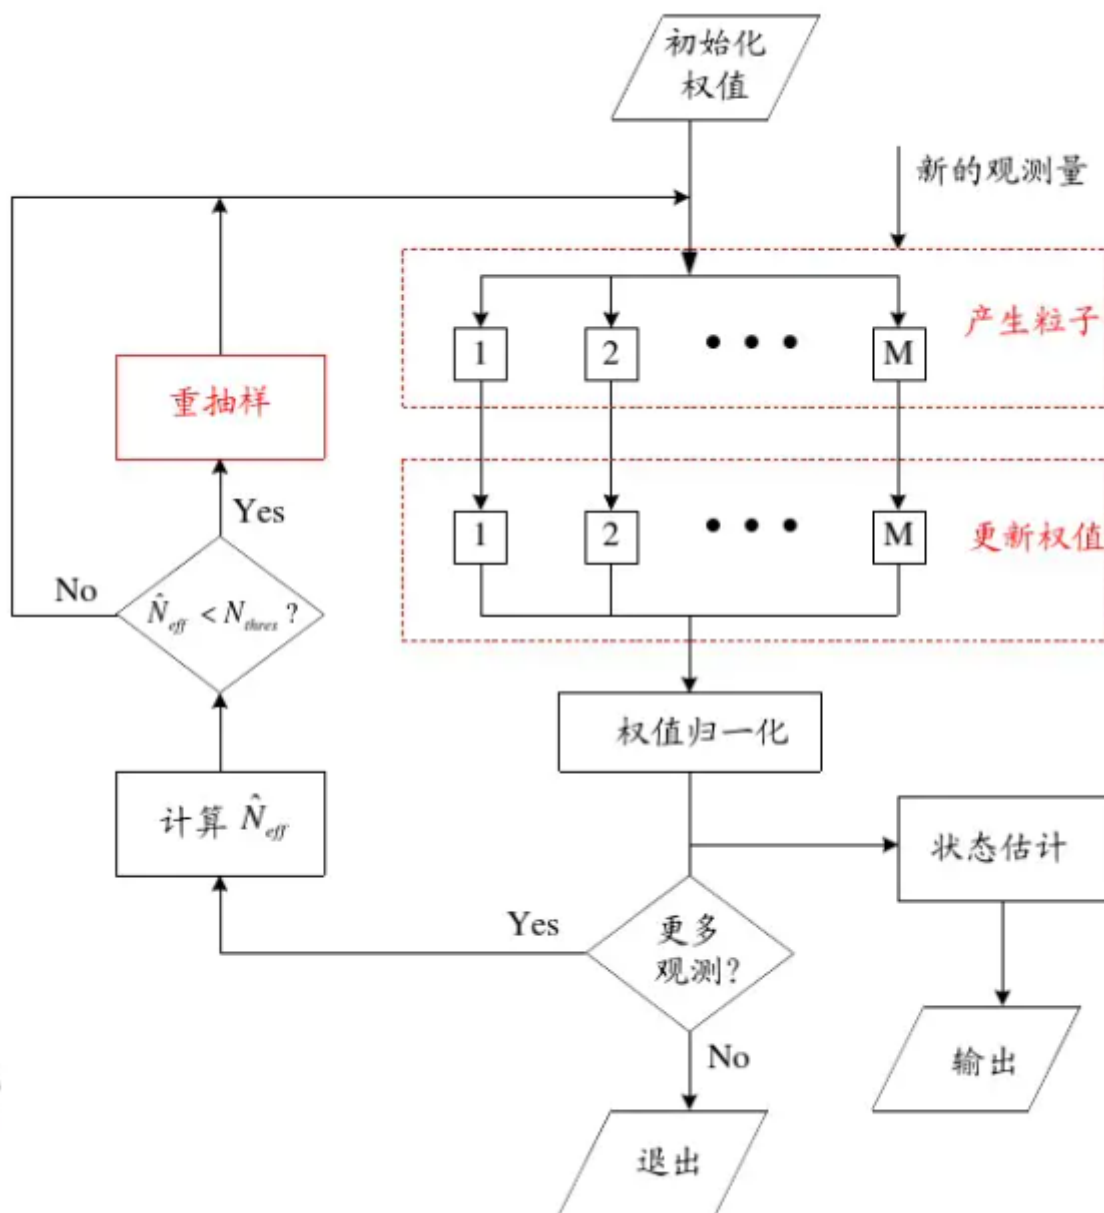 初始化
权值
新的观测量
产生粒子
1
2
M
重抽样
Yes
No
N̂eff < Nthres ?
1
2
M
更新权值
权值归一化
计算 N̂eff
状态估计
Yes
更多
观测?
No
输出
退出